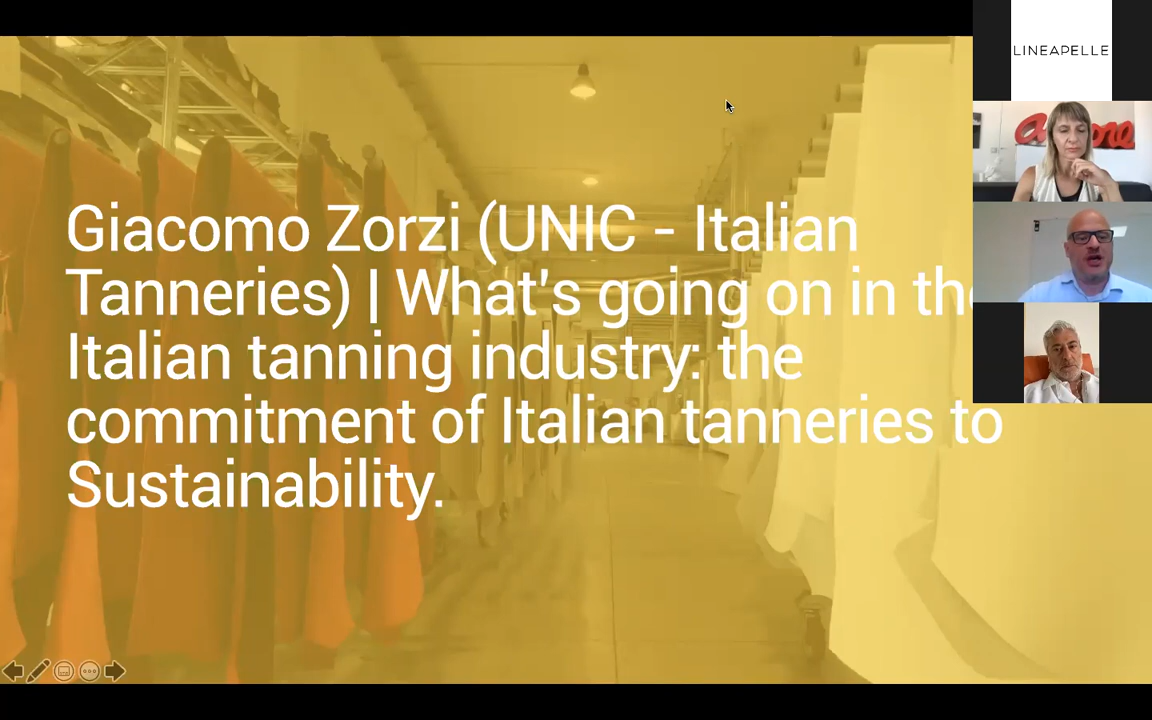 Giacomo Zorzi (UNIC - Italian
Tanneries) | What's going on in the
Italian tanning industry: the
commitment of Italian tanneries to
Sustainability.
LINEAPELLE